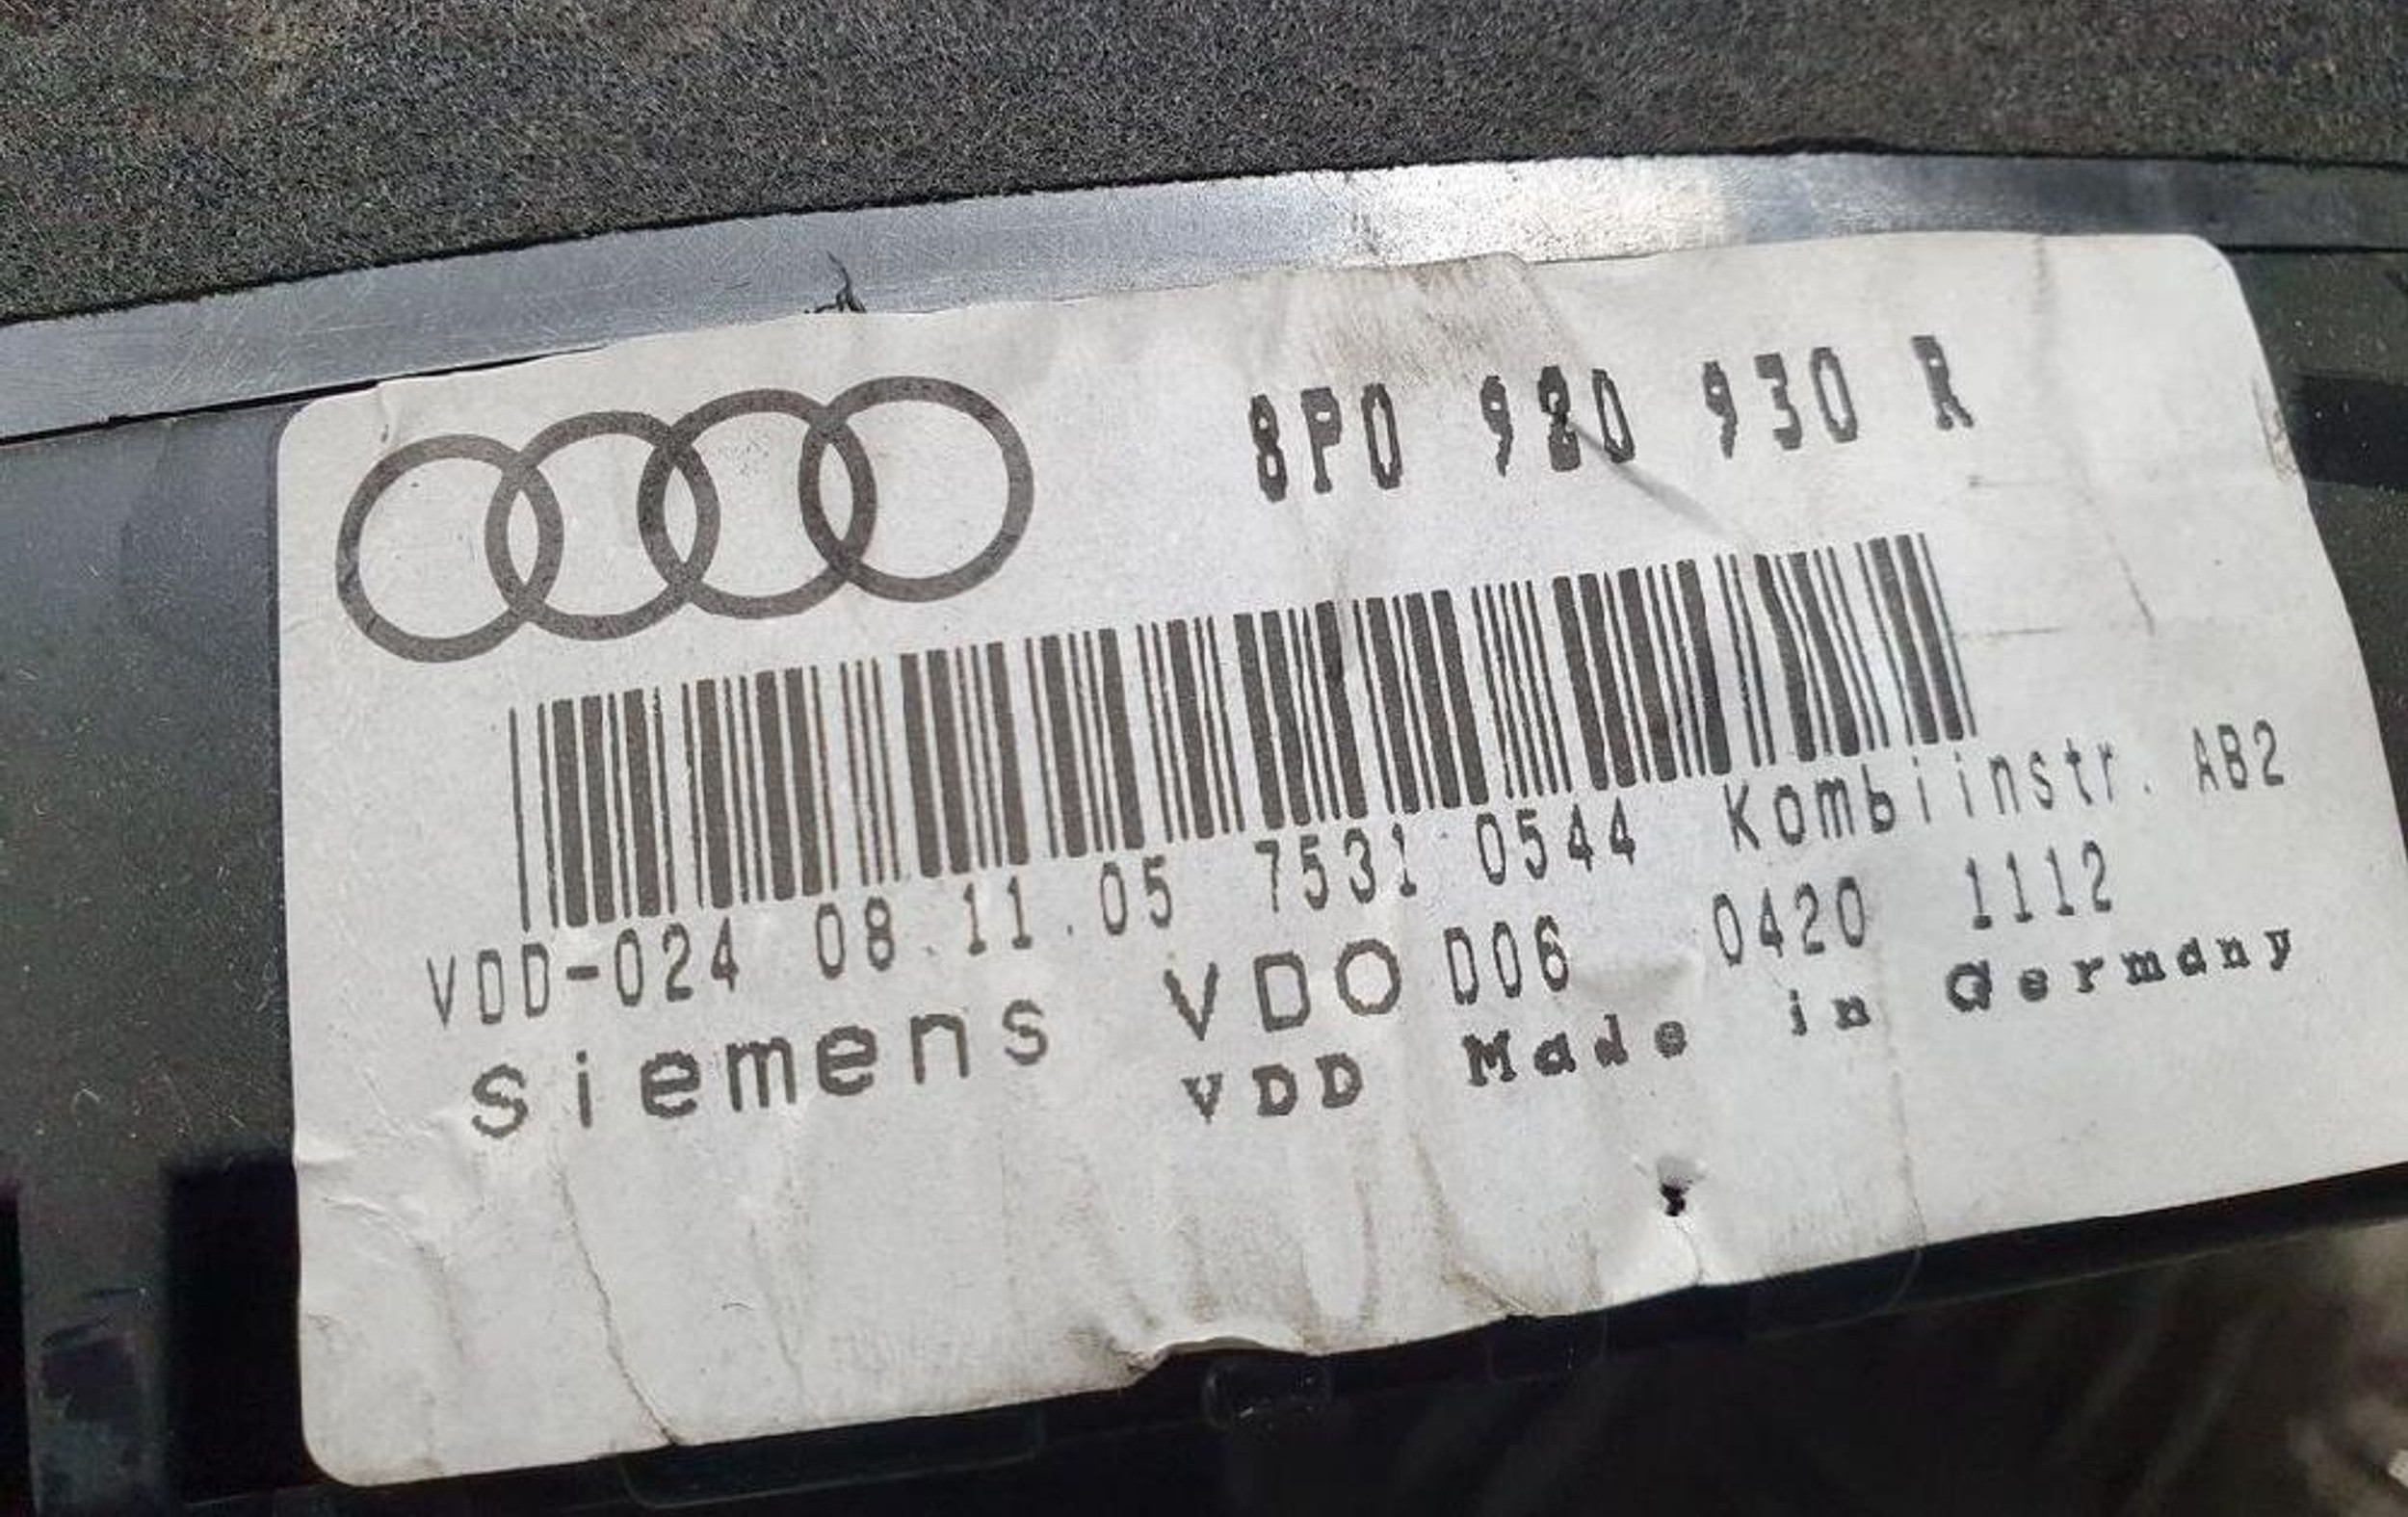 8P0 920 930 R
VDD-024 08.11.05 7531 0544 Kombiinstr. AB2
siemens VDO D06 0420 1112
VDD Made in Germany